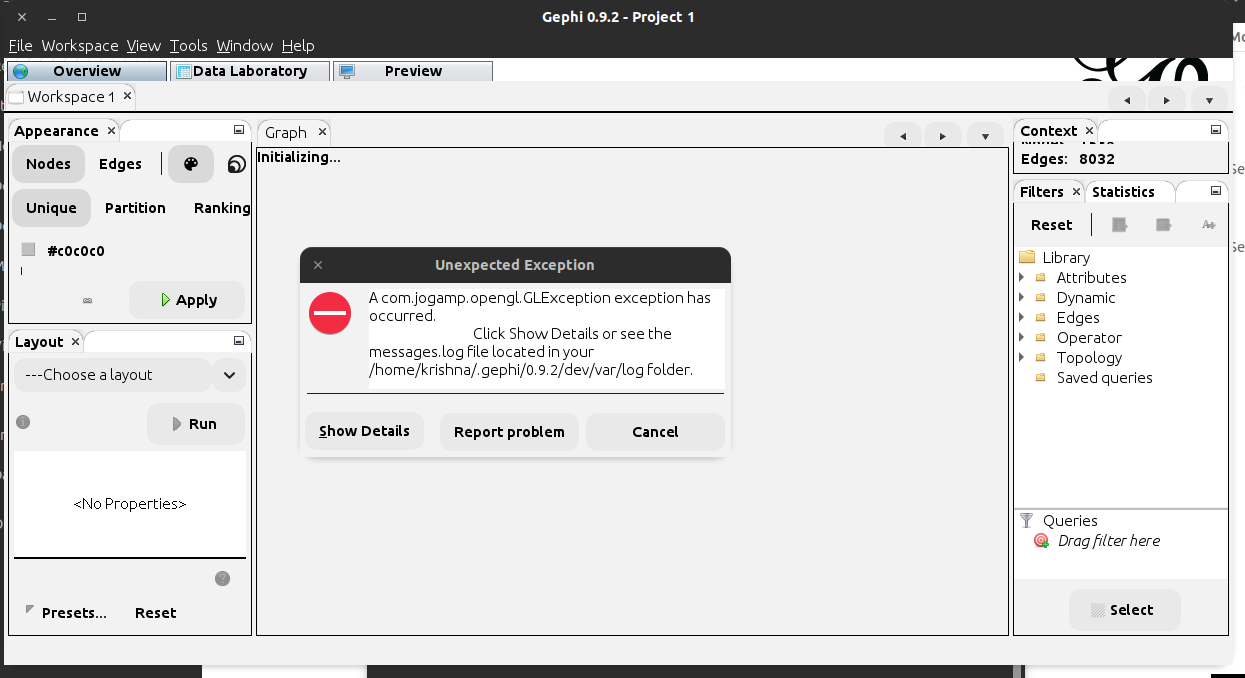 Gephi 0.9.2 - Project 1
File Workspace View Tools Window Help
Overview Data Laboratory Preview
Workspace 1
Appearance
Nodes Edges
Unique Partition Ranking
#c0c0c0
Apply
Layout
---Choose a layout
Run
<No Properties>
Presets... Reset
Graph
Initializing...
Unexpected Exception
A com.jogamp.opengl.GLException exception has
occurred.
Click Show Details or see the
messages.log file located in your
/home/krishna/.gephi/0.9.2/dev/var/log folder.
Show Details Report problem Cancel
Context
Edges: 8032
Filters Statistics
Reset
Library
Attributes
Dynamic
Edges
Operator
Topology
Saved queries
Queries
Drag filter here
Select